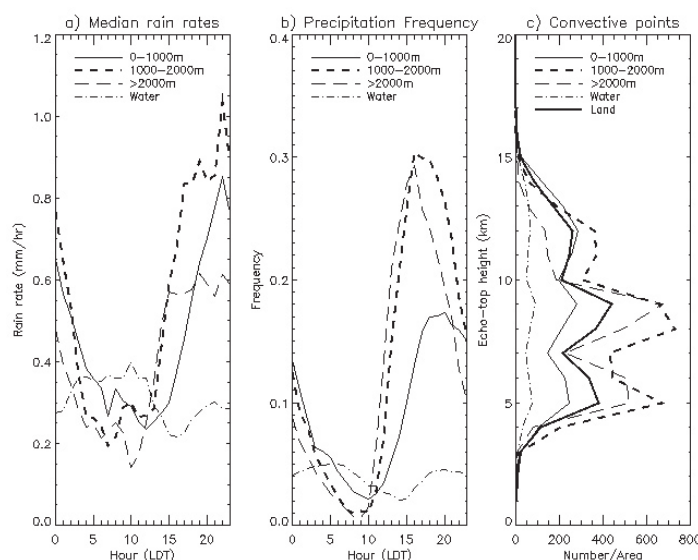 a) Median rain rates
0-1000m
1000-2000m
>2000m
Water
Rain rate (mm/hr)
1.2
1.0
0.8
0.6
0.4
0.2
0.0
0 5 10 15 20
Hour (LDT)
b) Precipitation Frequency
0-1000m
1000-2000m
>2000m
Water
Frequency
0.4
0.3
0.2
0.1
0.0
0 5 10 15 20
Hour (LDT)
c) Convective points
0-1000m
1000-2000m
>2000m
Water
Land
Echo-top height (km)
20
15
10
5
0
0 200 400 600 800
Number/Area